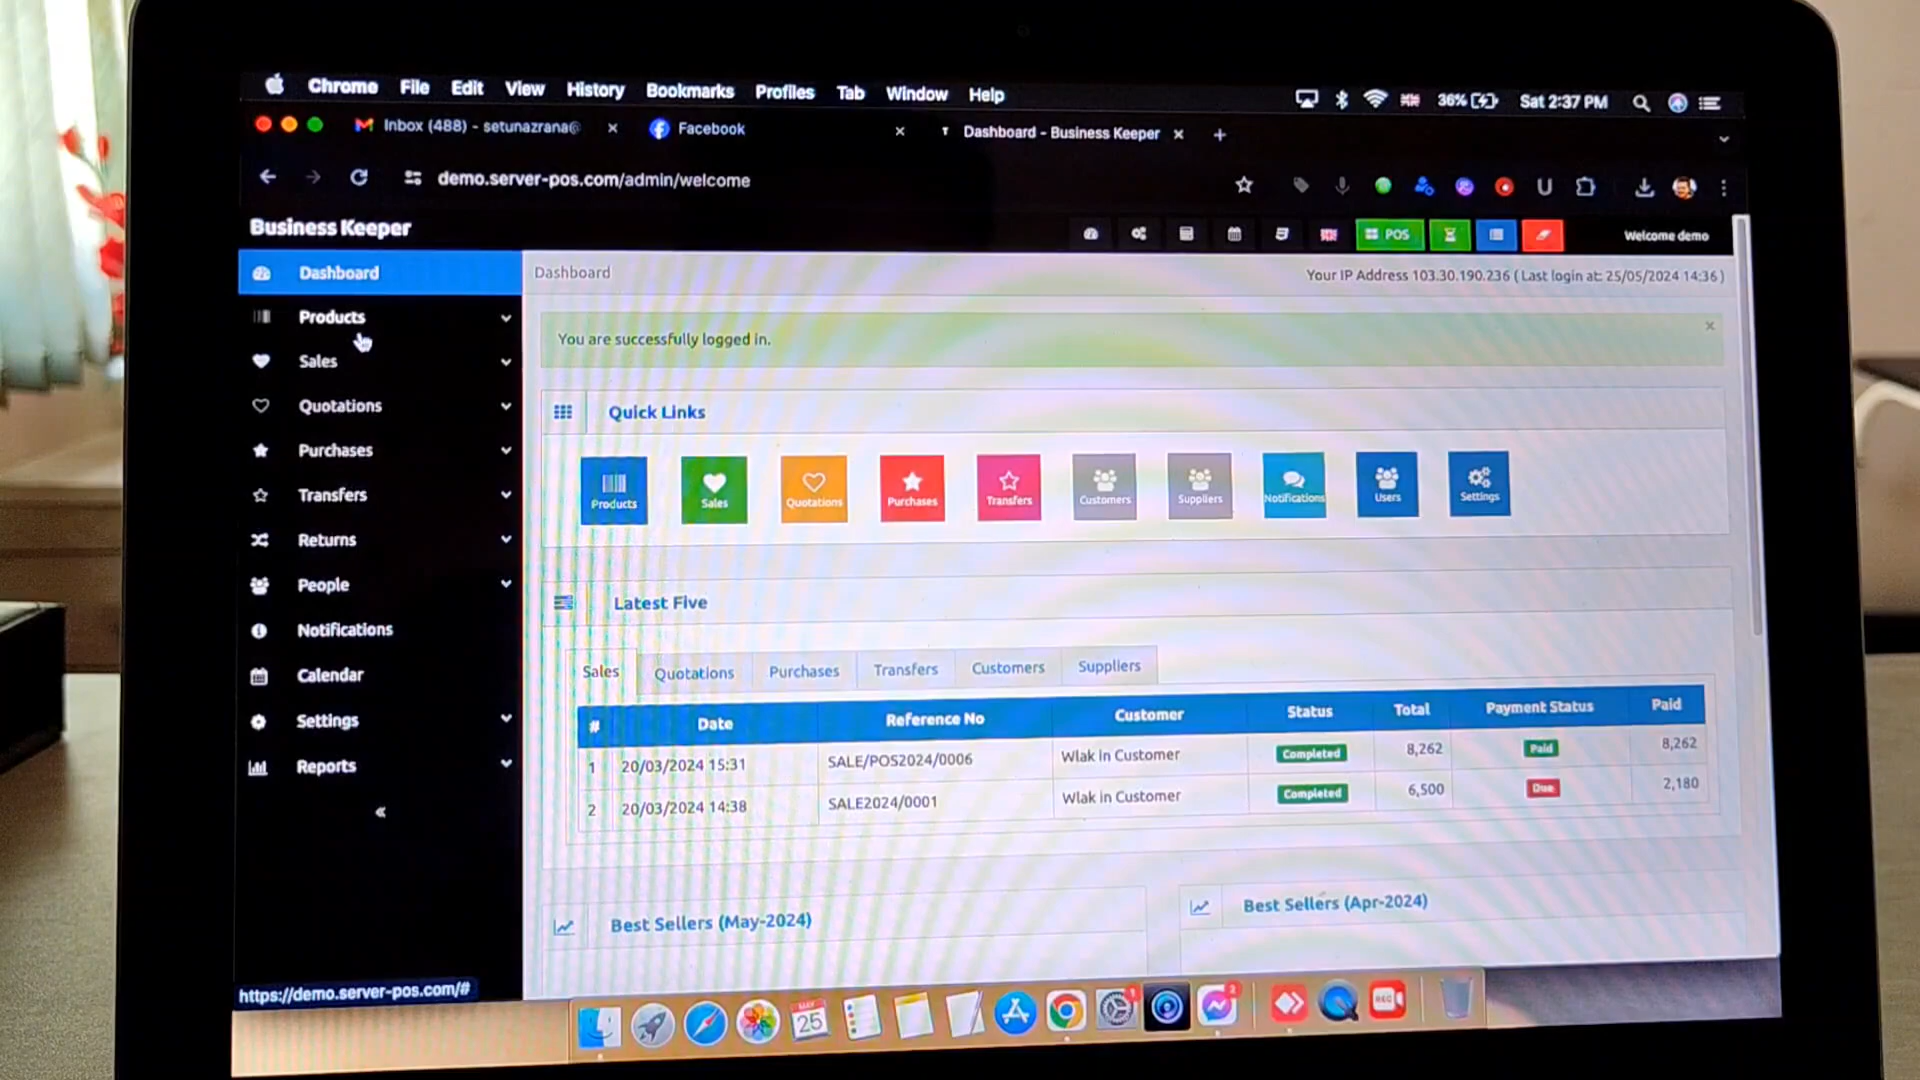 Chrome File Edit View History Bookmarks Profiles Tab Window Help 36% Sat 2:37 PM
Inbox (488) - setunazrana@ Facebook Dashboard - Business Keeper
demo.server-pos.com/admin/welcome
Business Keeper POS Welcome demo
Dashboard
Products
Sales
Quotations
Purchases
Transfers
Returns
People
Notifications
Calendar
Settings
Reports
https://demo.server-pos.com/#
Dashboard Your IP Address 103.30.190.236 ( Last login at: 25/05/2024 14:36 )
You are successfully logged in.
Quick Links
Products Sales Quotations Purchases Transfers Customers Suppliers Notifications Users Settings
Latest Five
Sales Quotations Purchases Transfers Customers Suppliers
# Date Reference No Customer Status Total Payment Status Paid
1 20/03/2024 15:31 SALE/POS2024/0006 Wlak in Customer Completed 8,262 Paid 8,262
2 20/03/2024 14:38 SALE2024/0001 Wlak in Customer Completed 6,500 Due 2,180
Best Sellers (May-2024) Best Sellers (Apr-2024)
25 1 2 REC